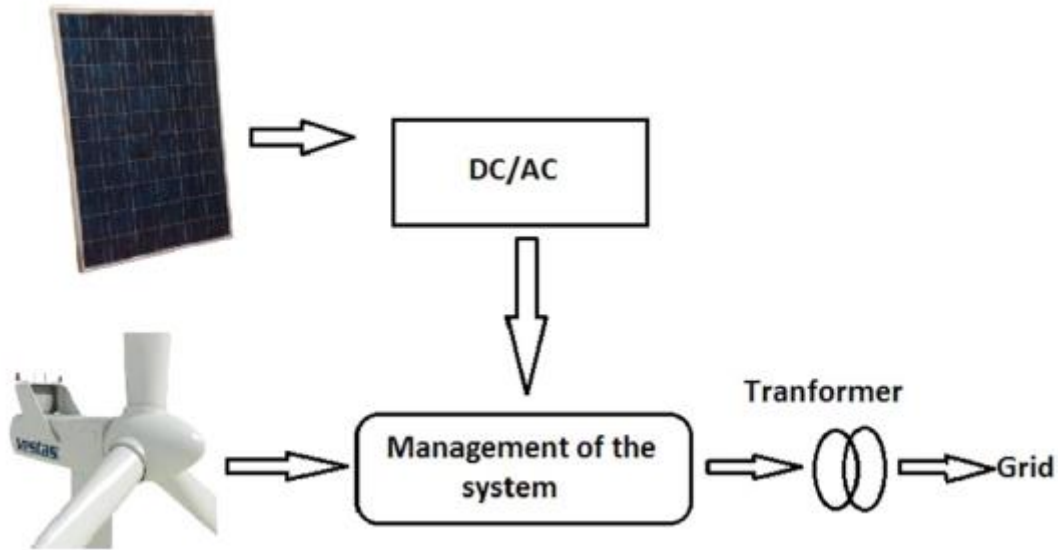 DC/AC
Vestas
Management of the
system
Tranformer
Grid